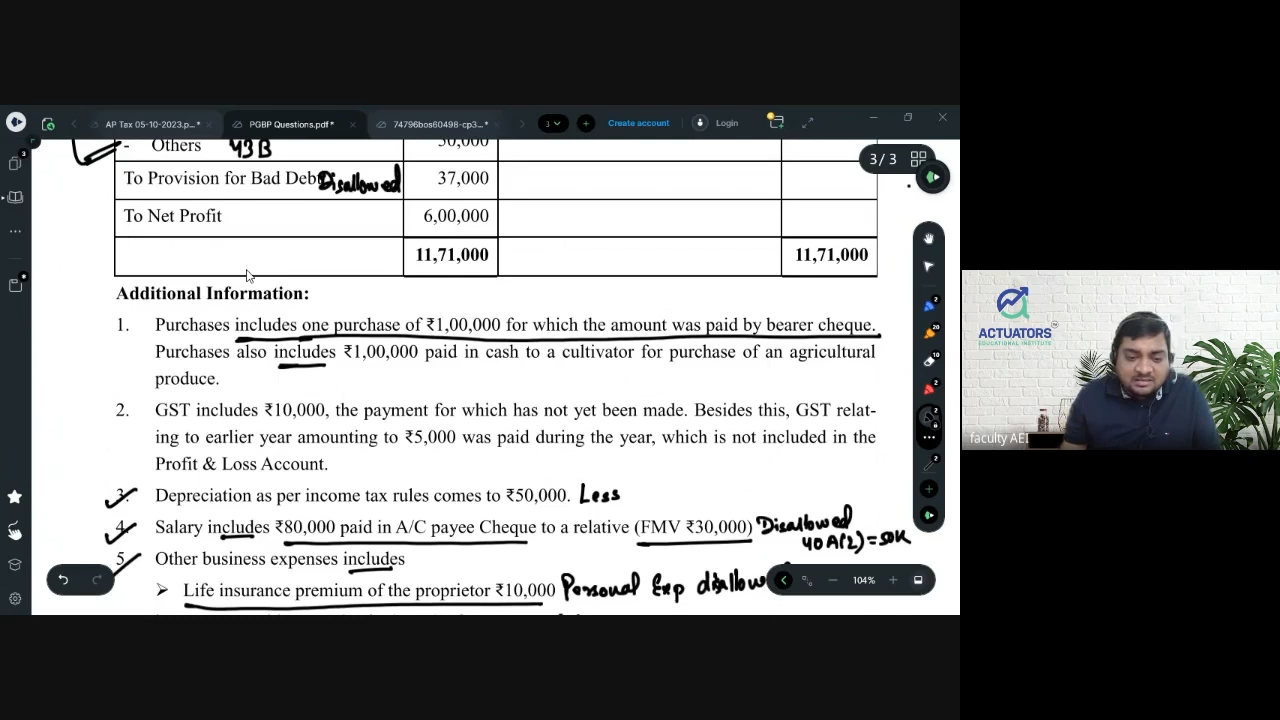 AP Tax 05-10-2023.p...*
PGBP Questions.pdf*
74796bos60498-cp3...*
3
Create account
Login
3/3
- Others 43B 50,000
To Provision for Bad Deb Disallowed 37,000
To Net Profit 6,00,000
11,71,000 11,71,000
Additional Information:
1. Purchases includes one purchase of ₹1,00,000 for which the amount was paid by bearer cheque.
Purchases also includes ₹1,00,000 paid in cash to a cultivator for purchase of an agricultural
produce.
2. GST includes ₹10,000, the payment for which has not yet been made. Besides this, GST relat-
ing to earlier year amounting to ₹5,000 was paid during the year, which is not included in the
Profit & Loss Account.
3. Depreciation as per income tax rules comes to ₹50,000. Less
4. Salary includes ₹80,000 paid in A/C payee Cheque to a relative (FMV ₹30,000) Disallowed
40A(2)=50K
5. Other business expenses includes
➢ Life insurance premium of the proprietor ₹10,000 Personal Exp disallow
104%
ACTUATORS
EDUCATIONAL INSTITUTE
faculty AEI